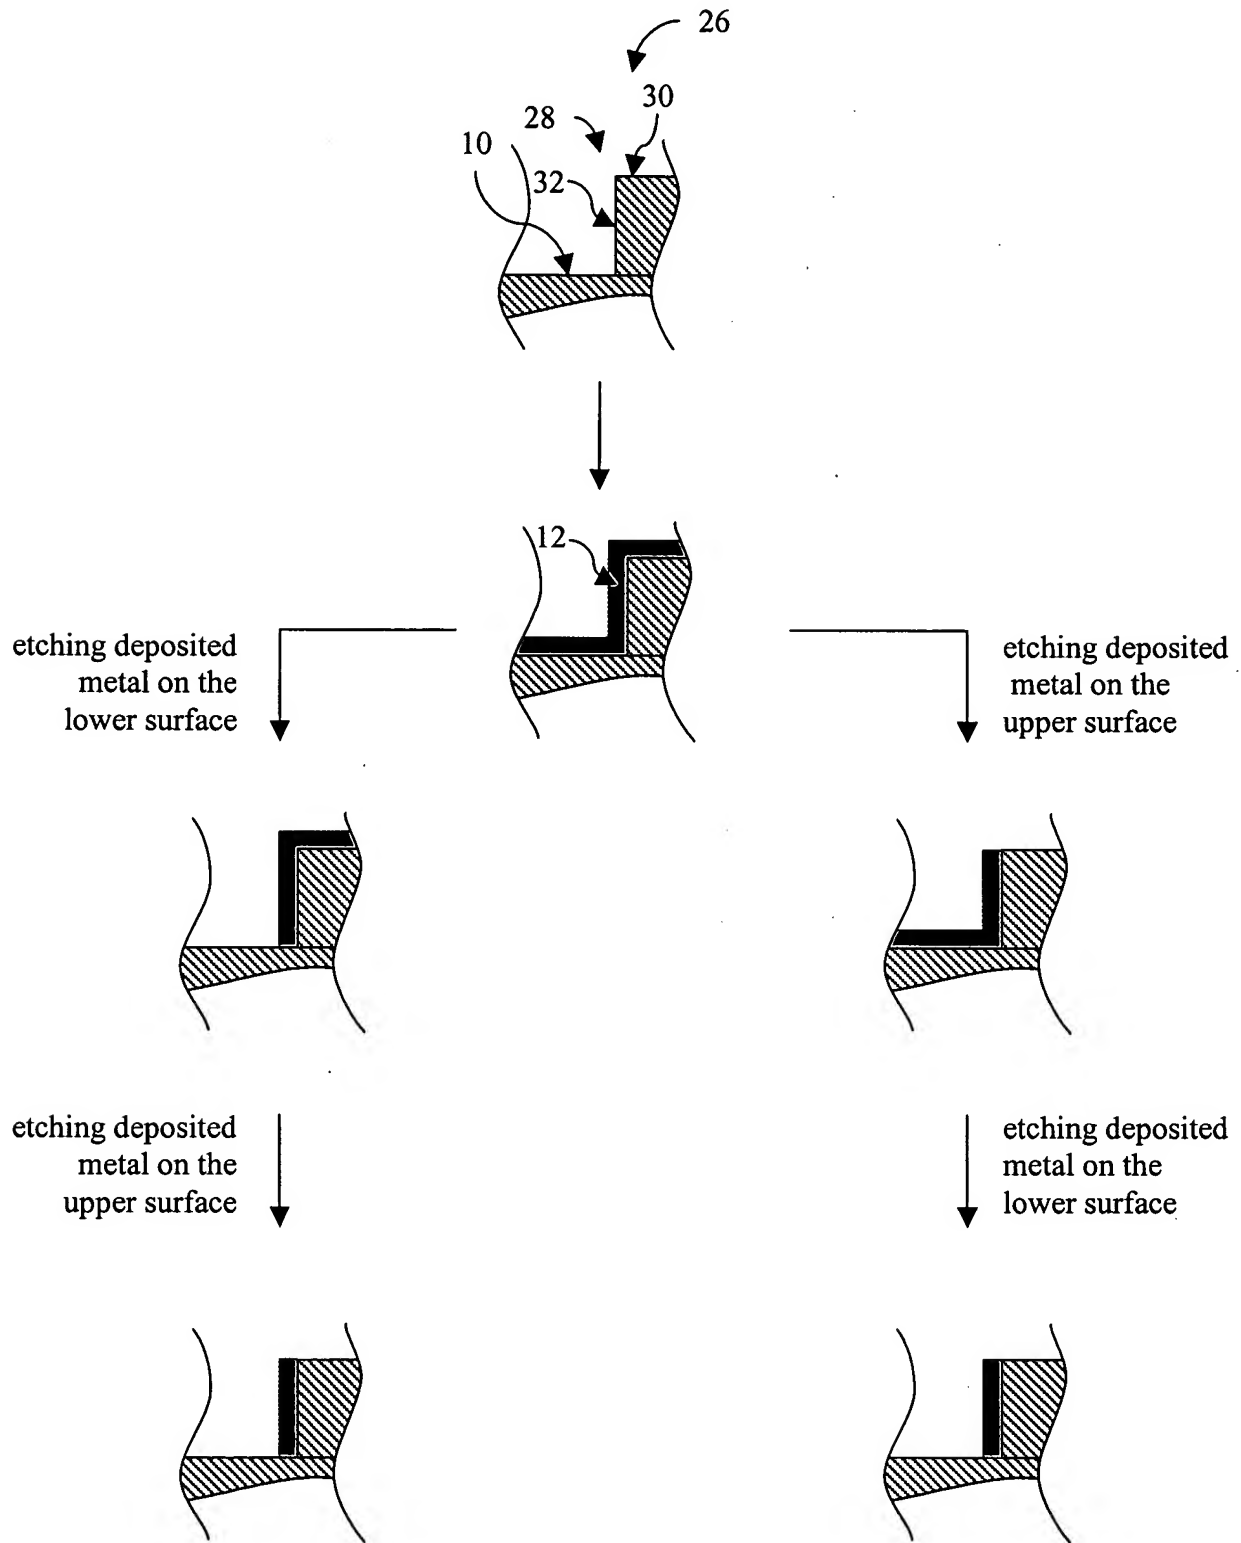 26
30
28
10
32
12
etching deposited
metal on the
lower surface
etching deposited
metal on the
upper surface
etching deposited
metal on the
upper surface
etching deposited
metal on the
lower surface